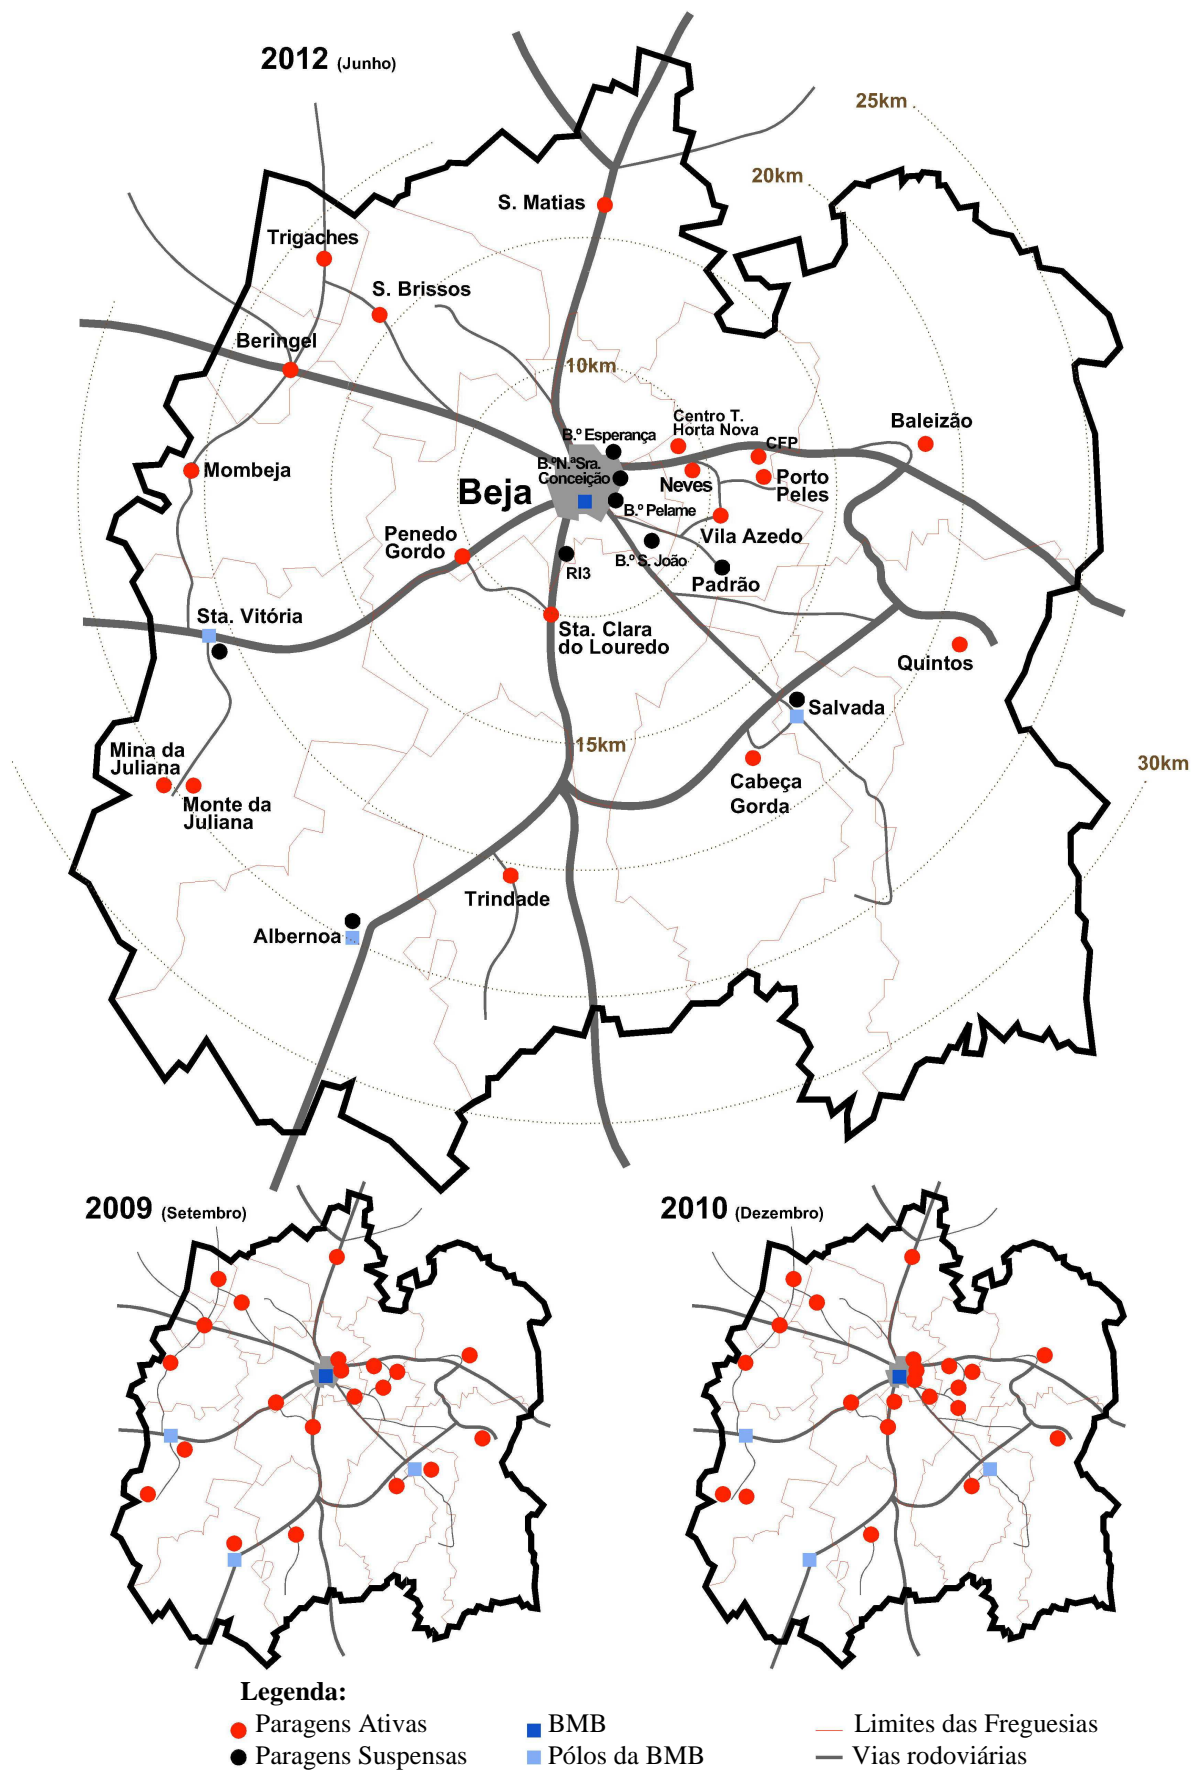 2012 (Junho)
25km
20km
S. Matias
Trigaches
S. Brissos
Beringel
10km
Centro T.
Horta Nova
Baleizão
B.º Esperança
CFP
B.ºN.ªSra.
Conceição
Mombeja
Neves
Porto
Peles
Beja
B.º Pelame
Vila Azedo
Penedo
Gordo
B.º S. João
RI3
Padrão
Sta. Vitória
Sta. Clara
do Louredo
Quintos
Salvada
15km
Mina da
Juliana
30km
Cabeça
Gorda
Monte da
Juliana
Trindade
Albernoa
2009 (Setembro)
2010 (Dezembro)
Legenda:
Paragens Ativas
BMB
Limites das Freguesias
Paragens Suspensas
Pólos da BMB
Vias rodoviárias